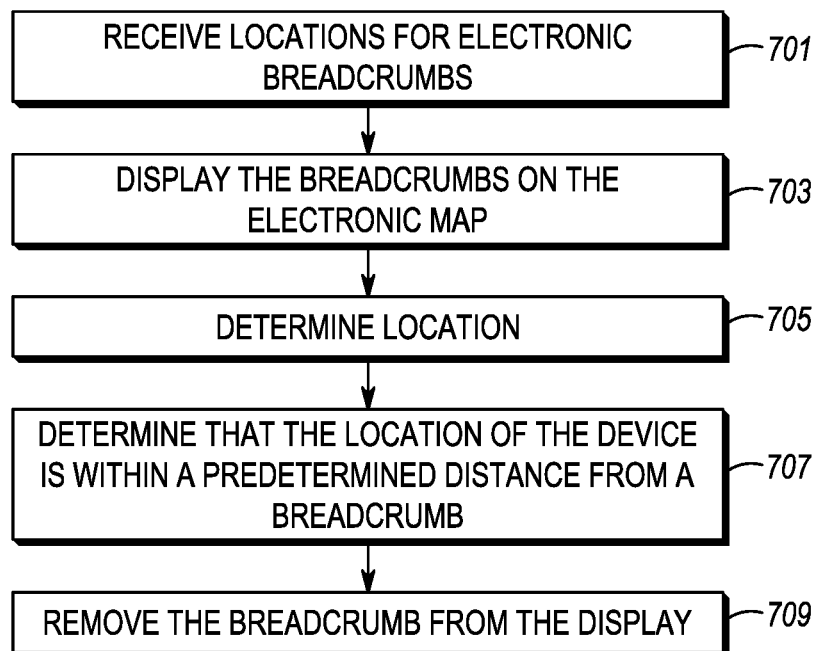 RECEIVE LOCATIONS FOR ELECTRONIC
BREADCRUMBS
701
DISPLAY THE BREADCRUMBS ON THE
ELECTRONIC MAP
703
DETERMINE LOCATION
705
DETERMINE THAT THE LOCATION OF THE DEVICE
IS WITHIN A PREDETERMINED DISTANCE FROM A
BREADCRUMB
707
REMOVE THE BREADCRUMB FROM THE DISPLAY
709